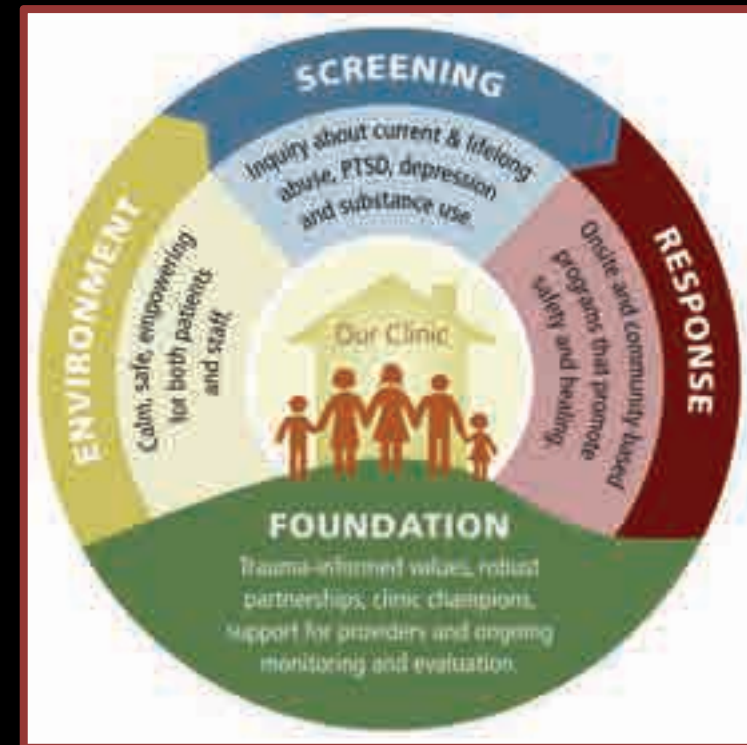 SCREENING
Inquiry about current & lifelong
abuse, PTSD, depression
and substance use.
ENVIRONMENT
Calm, safe, empowering
for both patients
and staff.
RESPONSE
Onsite and community based
programs that promote
safety and healing.
Our Clinic
FOUNDATION
Trauma-informed values, robust
partnerships, clinic champions,
support for providers and ongoing
monitoring and evaluation.